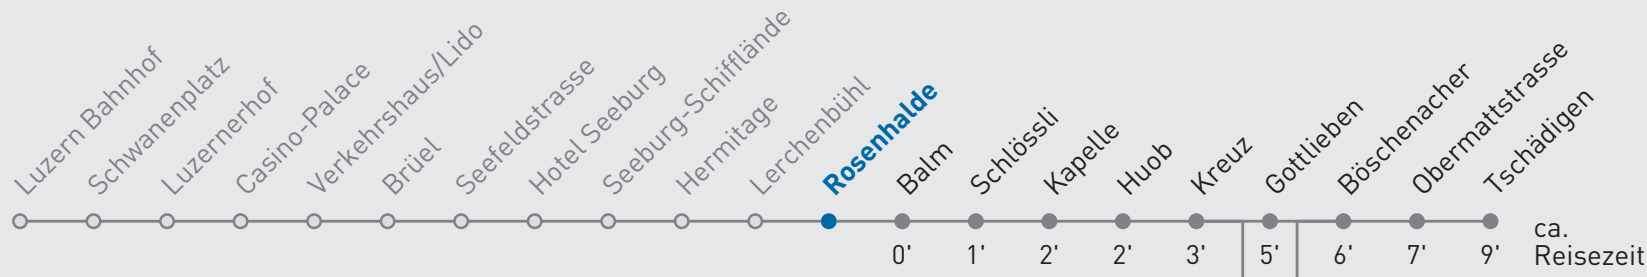 Luzern Bahnhof
Schwanenplatz
Luzernerhof
Casino-Palace
Verkehrshaus/Lido
Brüel
Seefeldstrasse
Hotel Seeburg
Seeburg-Schifflände
Hermitage
Lerchenbühl
Rosenhalde
Balm
Schlössli
Kapelle
Huob
Kreuz
Gottlieben
Böschenacher
Obermattstrasse
Tschädigen
0' 1' 2' 2' 3' 5' 6' 7' 9'
ca.
Reisezeit